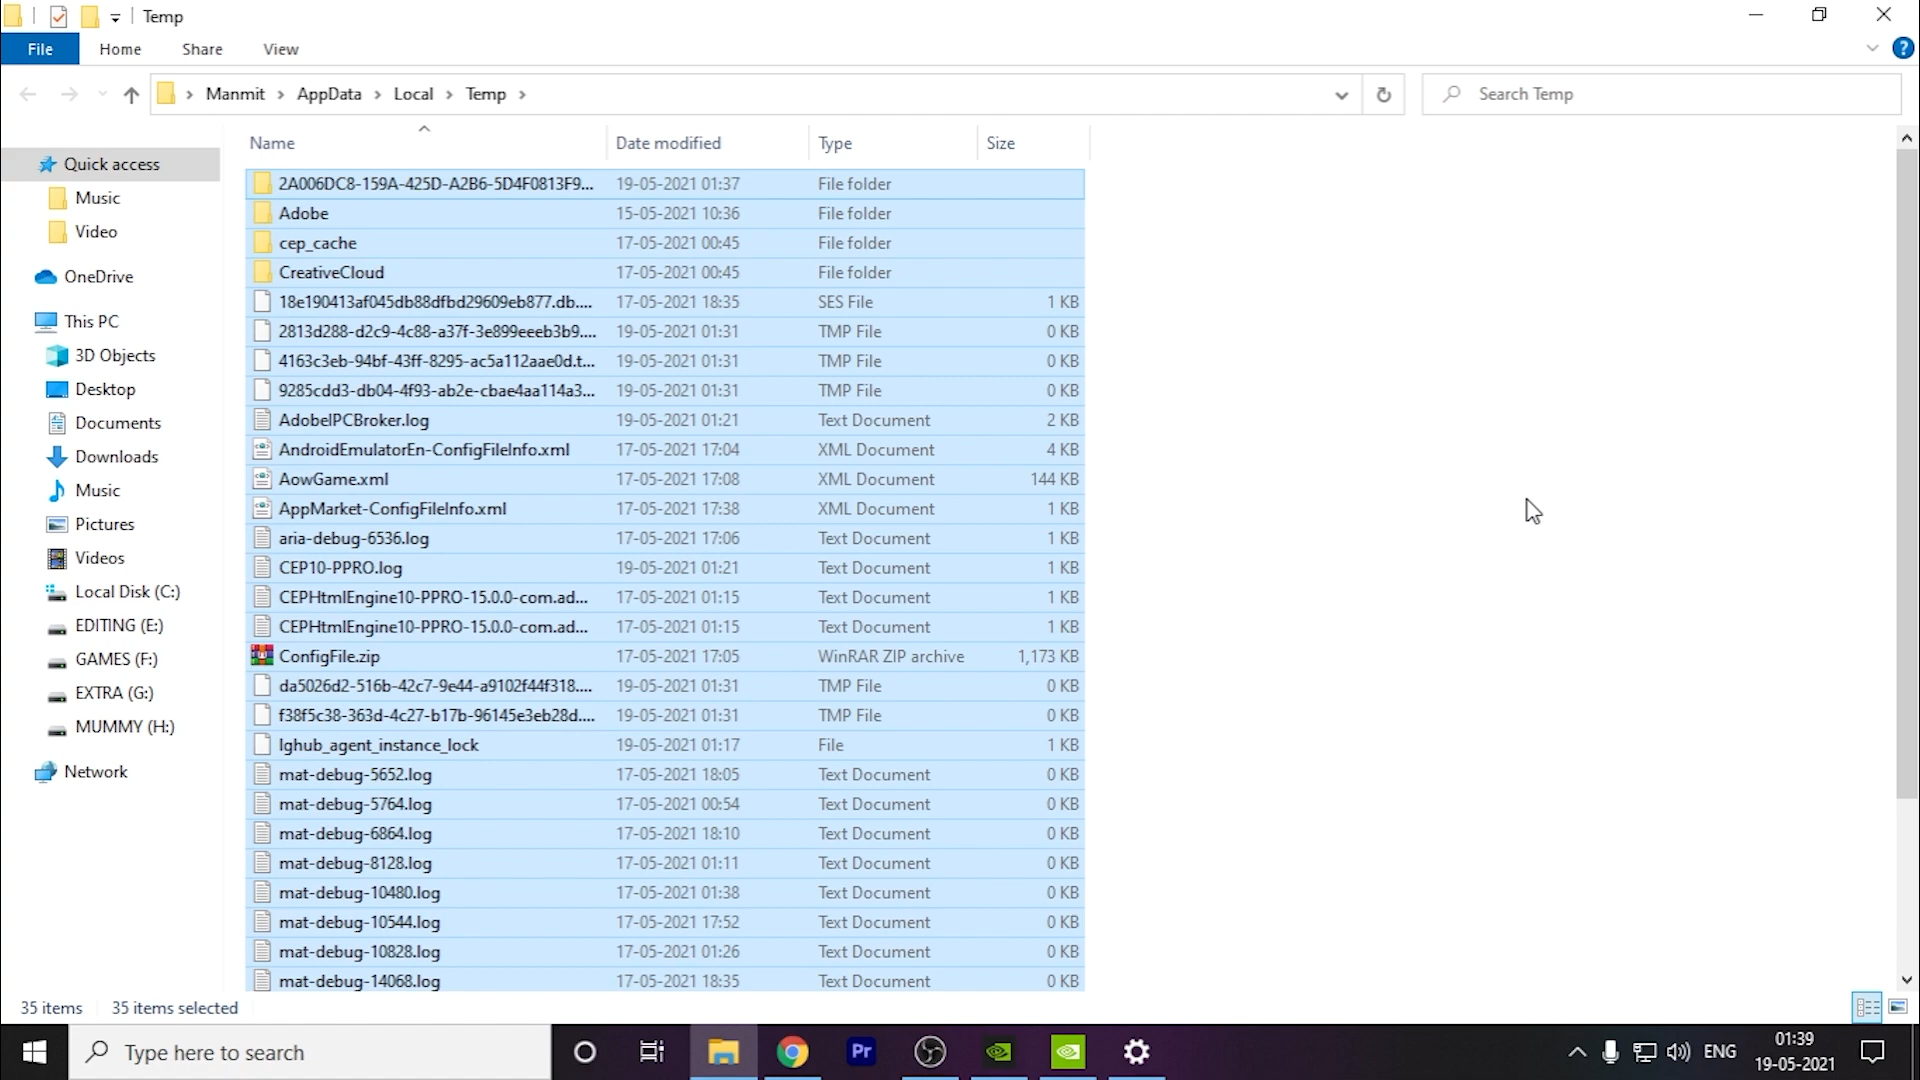 Temp
File Home Share View
Manmit AppData Local Temp
Search Temp
Name Date modified Type Size
Quick access
Music
Video
OneDrive
This PC
3D Objects
Desktop
Documents
Downloads
Music
Pictures
Videos
Local Disk (C:)
EDITING (E:)
GAMES (F:)
EXTRA (G:)
MUMMY (H:)
Network
2A006DC8-159A-425D-A2B6-5D4F0813F9... 19-05-2021 01:37 File folder
Adobe 15-05-2021 10:36 File folder
cep_cache 17-05-2021 00:45 File folder
CreativeCloud 17-05-2021 00:45 File folder
18e190413af045db88dfbd29609eb877.db.... 17-05-2021 18:35 SES File 1 KB
2813d288-d2c9-4c88-a37f-3e899eeeb3b9.... 19-05-2021 01:31 TMP File 0 KB
4163c3eb-94bf-43ff-8295-ac5a112aae0d.t... 19-05-2021 01:31 TMP File 0 KB
9285cdd3-db04-4f93-ab2e-cbae4aa114a3... 19-05-2021 01:31 TMP File 0 KB
AdobeIPCBroker.log 19-05-2021 01:21 Text Document 2 KB
AndroidEmulatorEn-ConfigFileInfo.xml 17-05-2021 17:04 XML Document 4 KB
AowGame.xml 17-05-2021 17:08 XML Document 144 KB
AppMarket-ConfigFileInfo.xml 17-05-2021 17:38 XML Document 1 KB
aria-debug-6536.log 17-05-2021 17:06 Text Document 1 KB
CEP10-PPRO.log 19-05-2021 01:21 Text Document 1 KB
CEPHtmlEngine10-PPRO-15.0.0-com.ad... 17-05-2021 01:15 Text Document 1 KB
CEPHtmlEngine10-PPRO-15.0.0-com.ad... 17-05-2021 01:15 Text Document 1 KB
ConfigFile.zip 17-05-2021 17:05 WinRAR ZIP archive 1,173 KB
da5026d2-516b-42c7-9e44-a9102f44f318.... 19-05-2021 01:31 TMP File 0 KB
f38f5c38-363d-4c27-b17b-96145e3eb28d.... 19-05-2021 01:31 TMP File 0 KB
lghub_agent_instance_lock 19-05-2021 01:17 File 1 KB
mat-debug-5652.log 17-05-2021 18:05 Text Document 0 KB
mat-debug-5764.log 17-05-2021 00:54 Text Document 0 KB
mat-debug-6864.log 17-05-2021 18:10 Text Document 0 KB
mat-debug-8128.log 17-05-2021 01:11 Text Document 0 KB
mat-debug-10480.log 17-05-2021 01:38 Text Document 0 KB
mat-debug-10544.log 17-05-2021 17:52 Text Document 0 KB
mat-debug-10828.log 17-05-2021 01:26 Text Document 0 KB
mat-debug-14068.log 17-05-2021 18:35 Text Document 0 KB
35 items 35 items selected
Type here to search
Pr
ENG
01:39
19-05-2021